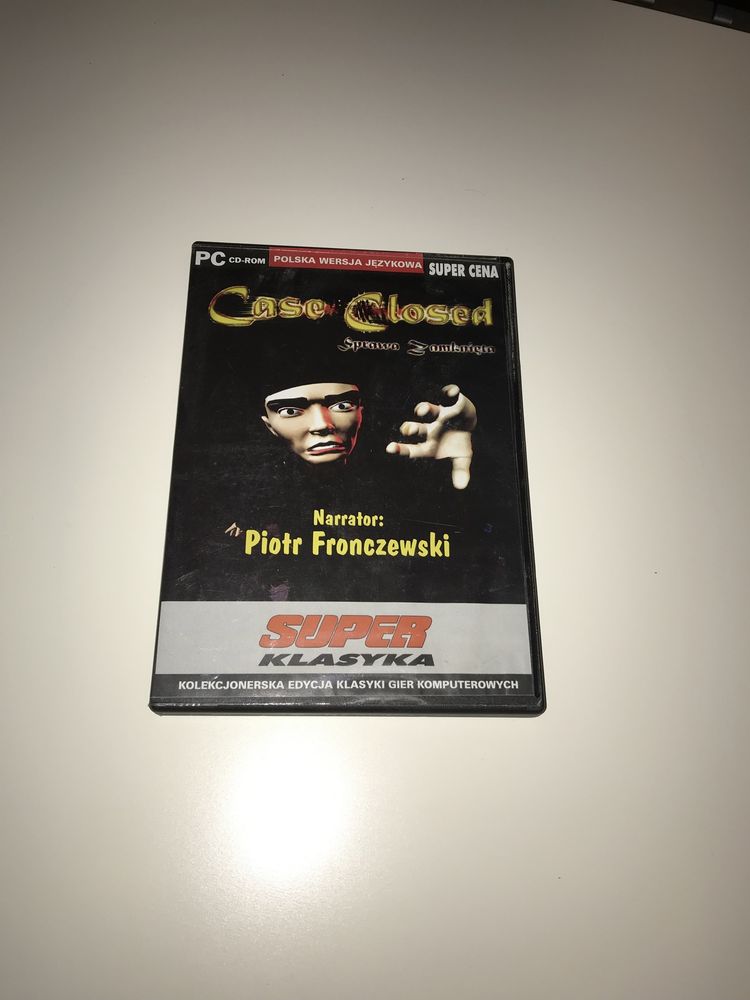 PC CD-ROM POLSKA WERSJA JĘZYKOWA SUPER CENA
Case Closed
Sprawa Zamknięta
Narrator:
Piotr Fronczewski
SUPER
KLASYKA
KOLEKCJONERSKA EDYCJA KLASYKI GIER KOMPUTEROWYCH